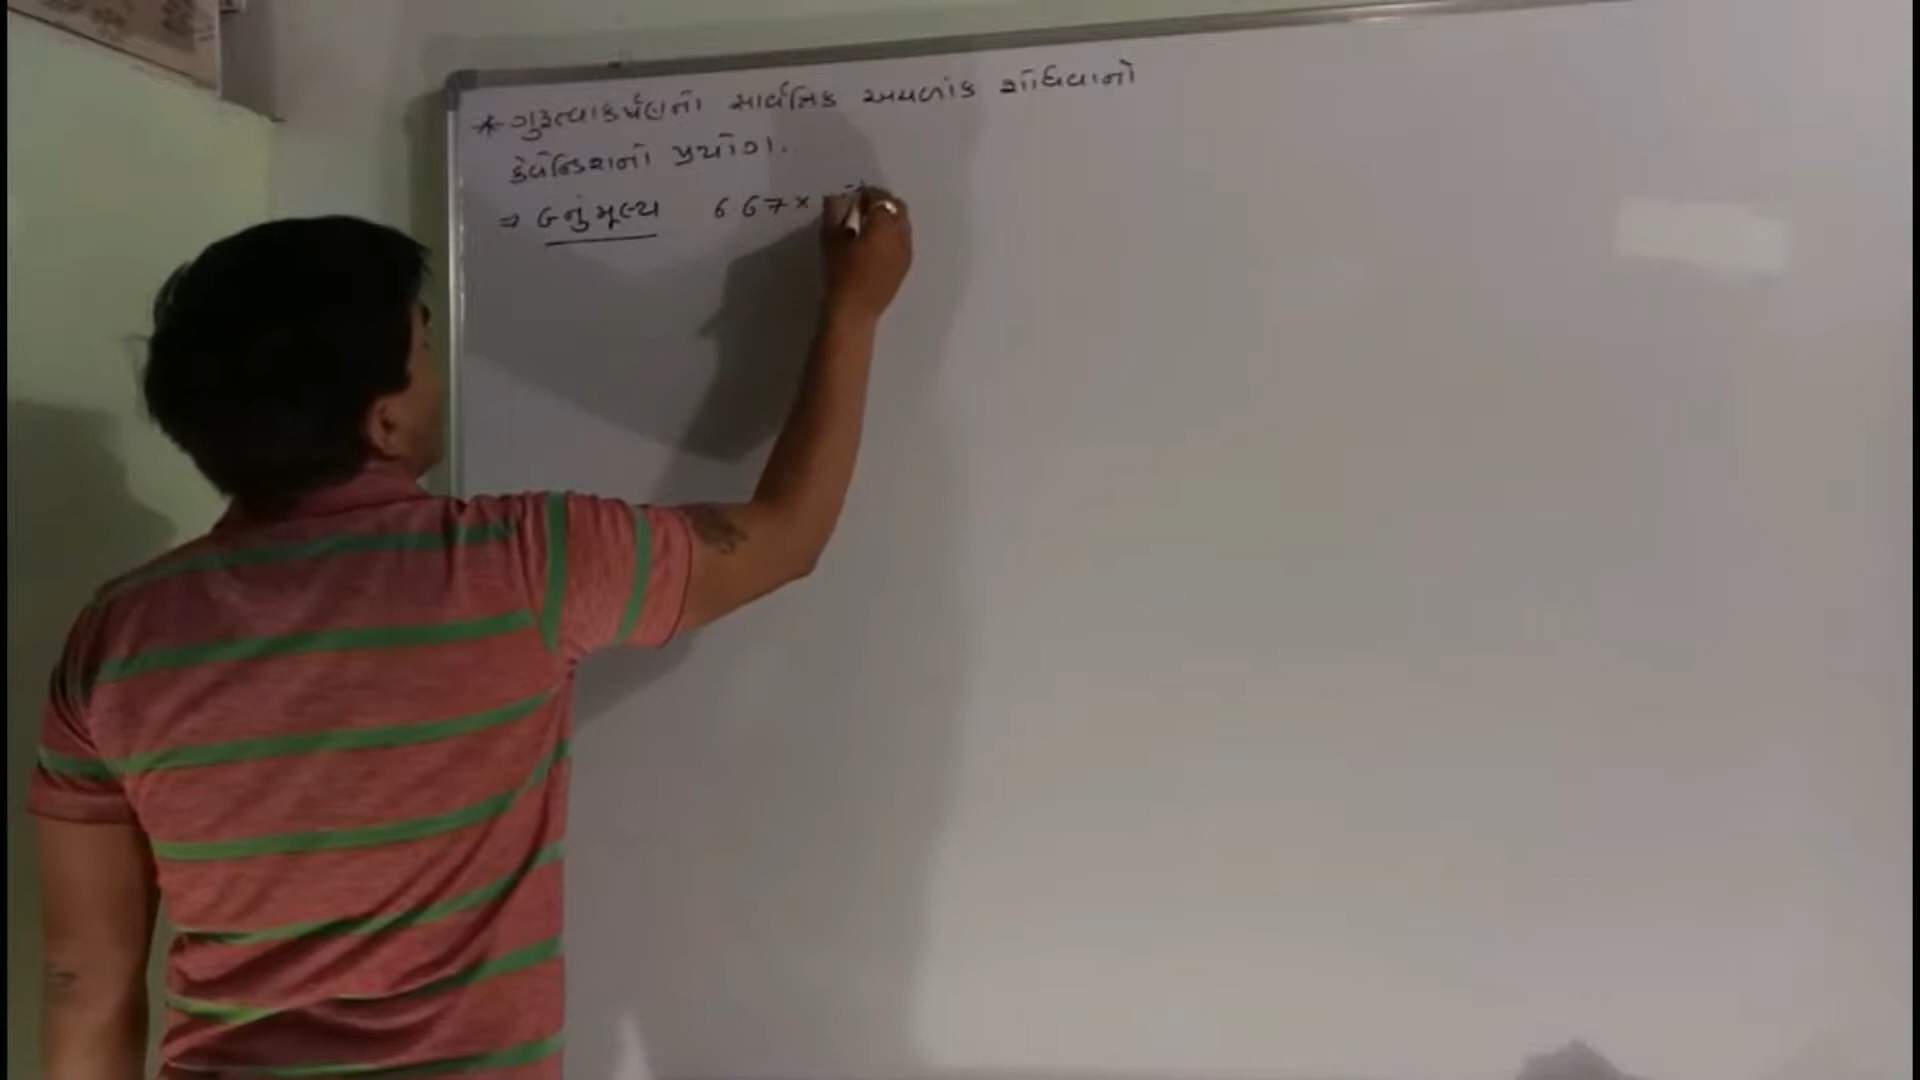 * ગુરુત્વાકર્ષણનો સાર્વત્રિક અચળાંક શોધવાનો
કેવેન્ડિશનો પ્રયોગ.
⇒ Gનું મૂલ્ય 6.67 ×